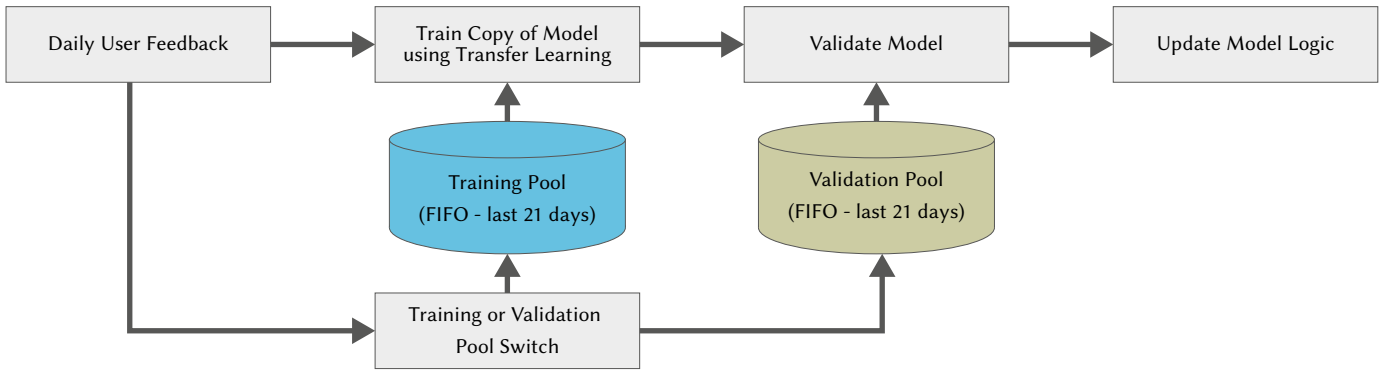 Daily User Feedback
Train Copy of Model
using Transfer Learning
Validate Model
Update Model Logic
Training Pool
(FIFO - last 21 days)
Validation Pool
(FIFO - last 21 days)
Training or Validation
Pool Switch